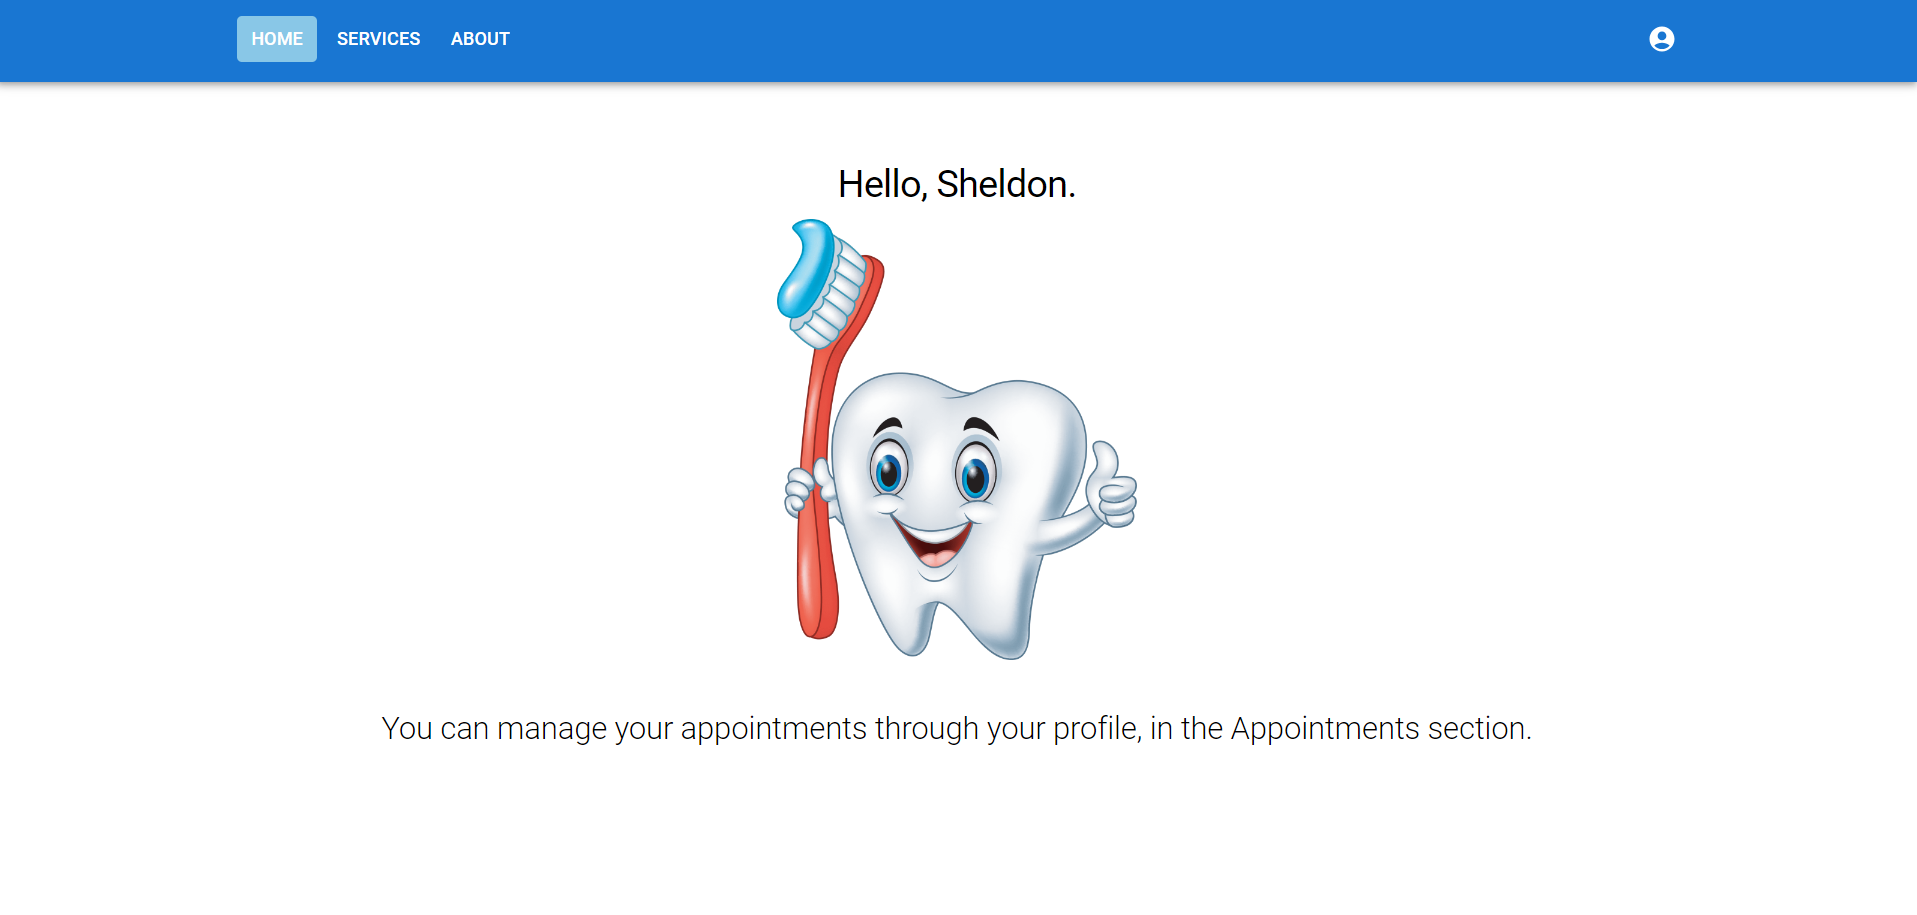 HOME SERVICES ABOUT
Hello, Sheldon.
You can manage your appointments through your profile, in the Appointments section.